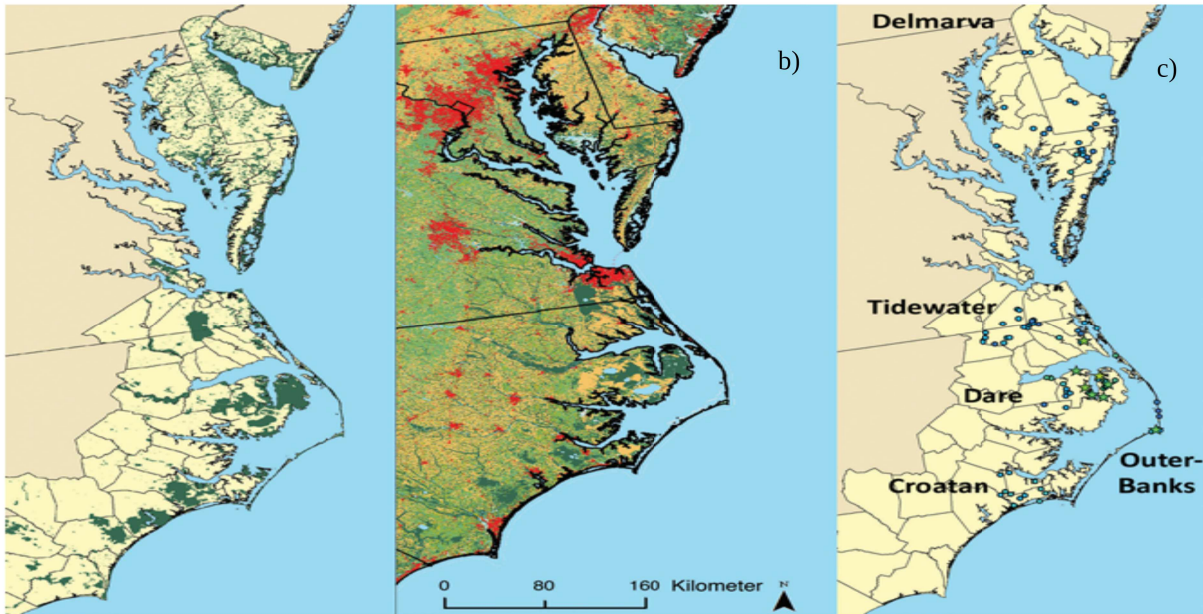 b)
0 80 160 Kilometer
N
Delmarva
c)
Tidewater
Dare
Outer-
Banks
Croatan